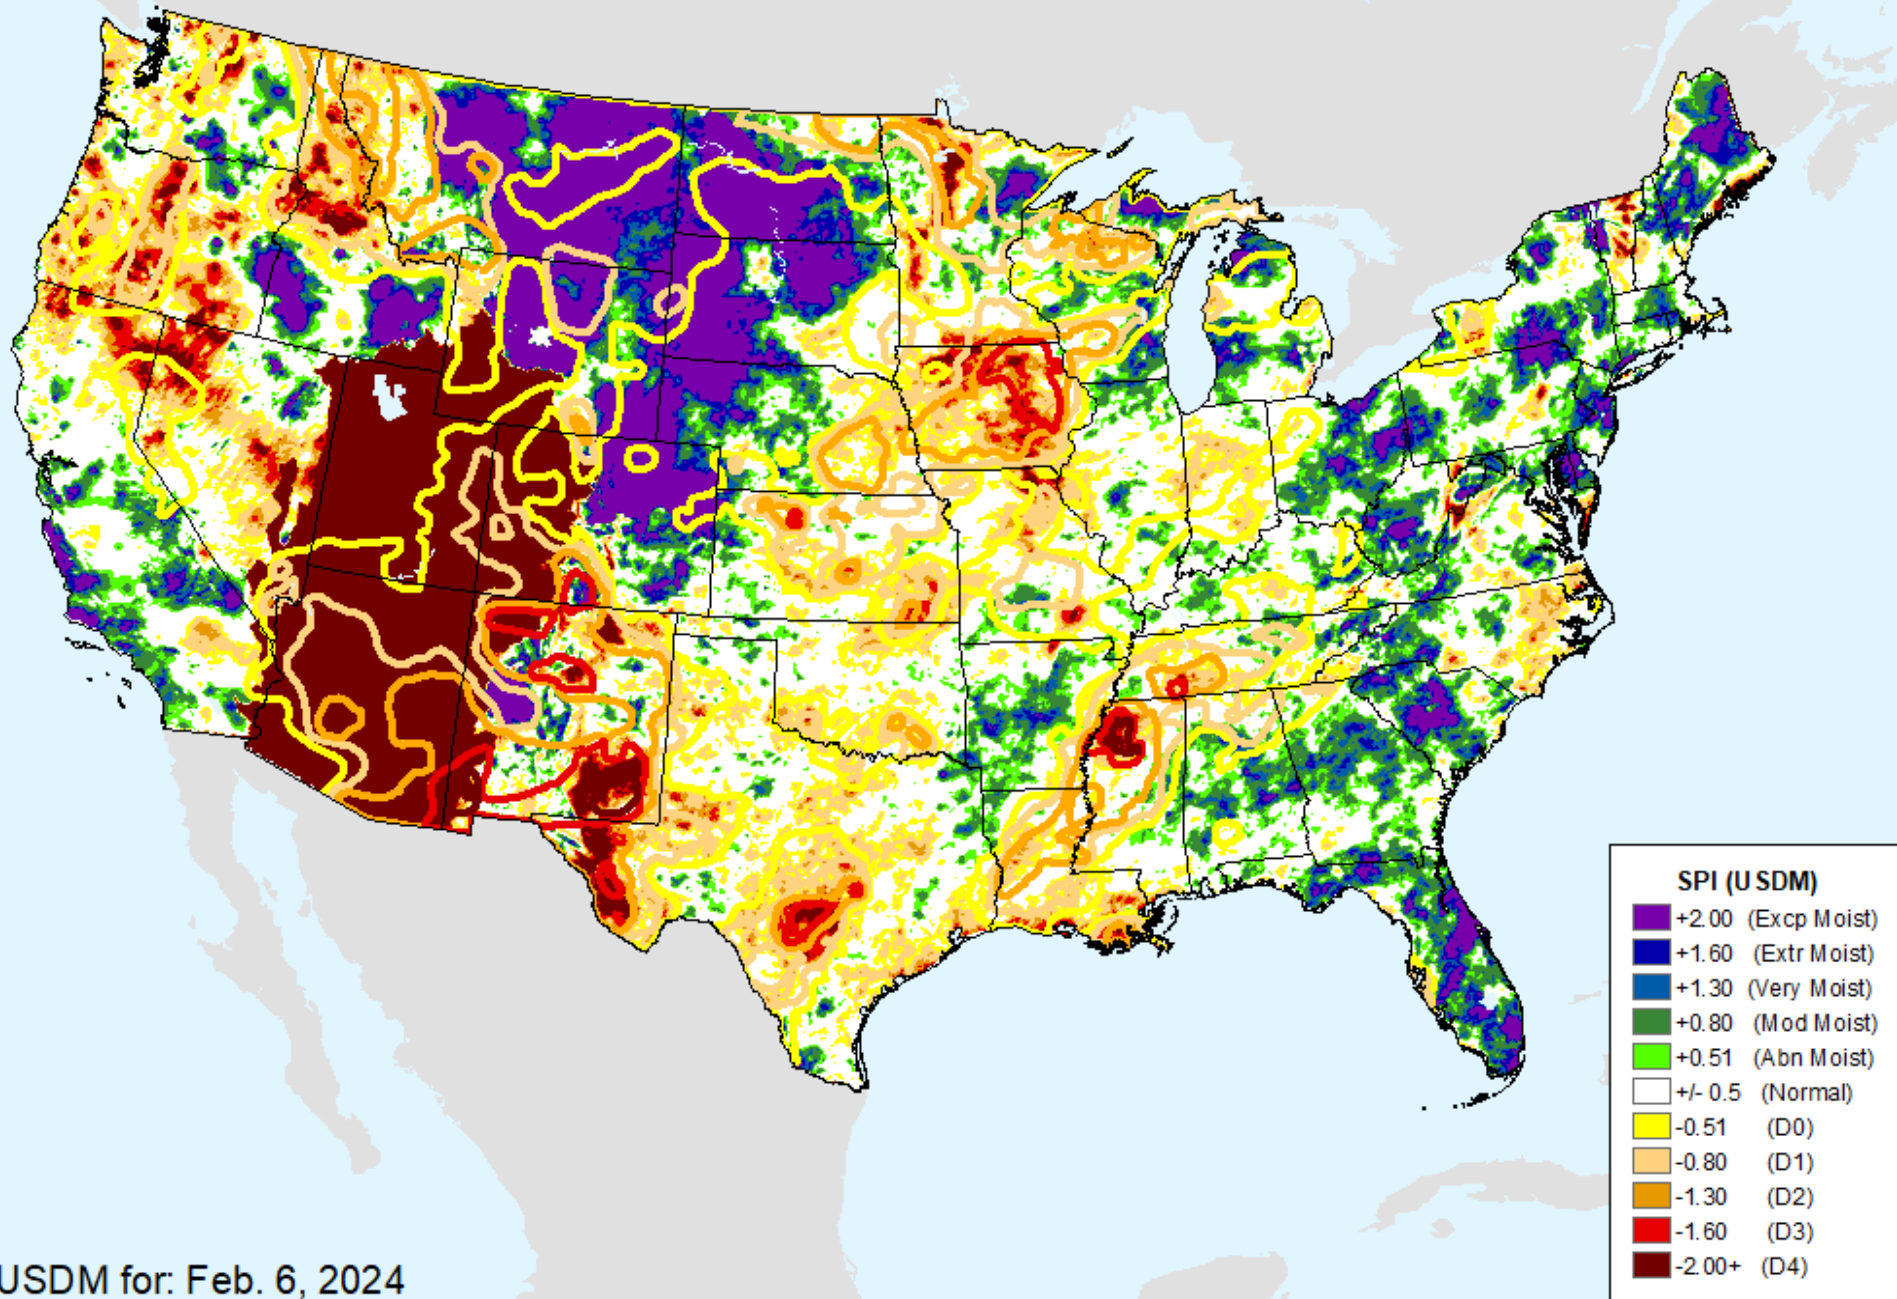 SPI (USDM)
+2.00 (Excp Moist)
+1.60 (Extr Moist)
+1.30 (Very Moist)
+0.80 (Mod Moist)
+0.51 (Abn Moist)
+/- 0.5 (Normal)
-0.51 (D0)
-0.80 (D1)
-1.30 (D2)
-1.60 (D3)
-2.00+ (D4)
USDM for: Feb. 6, 2024